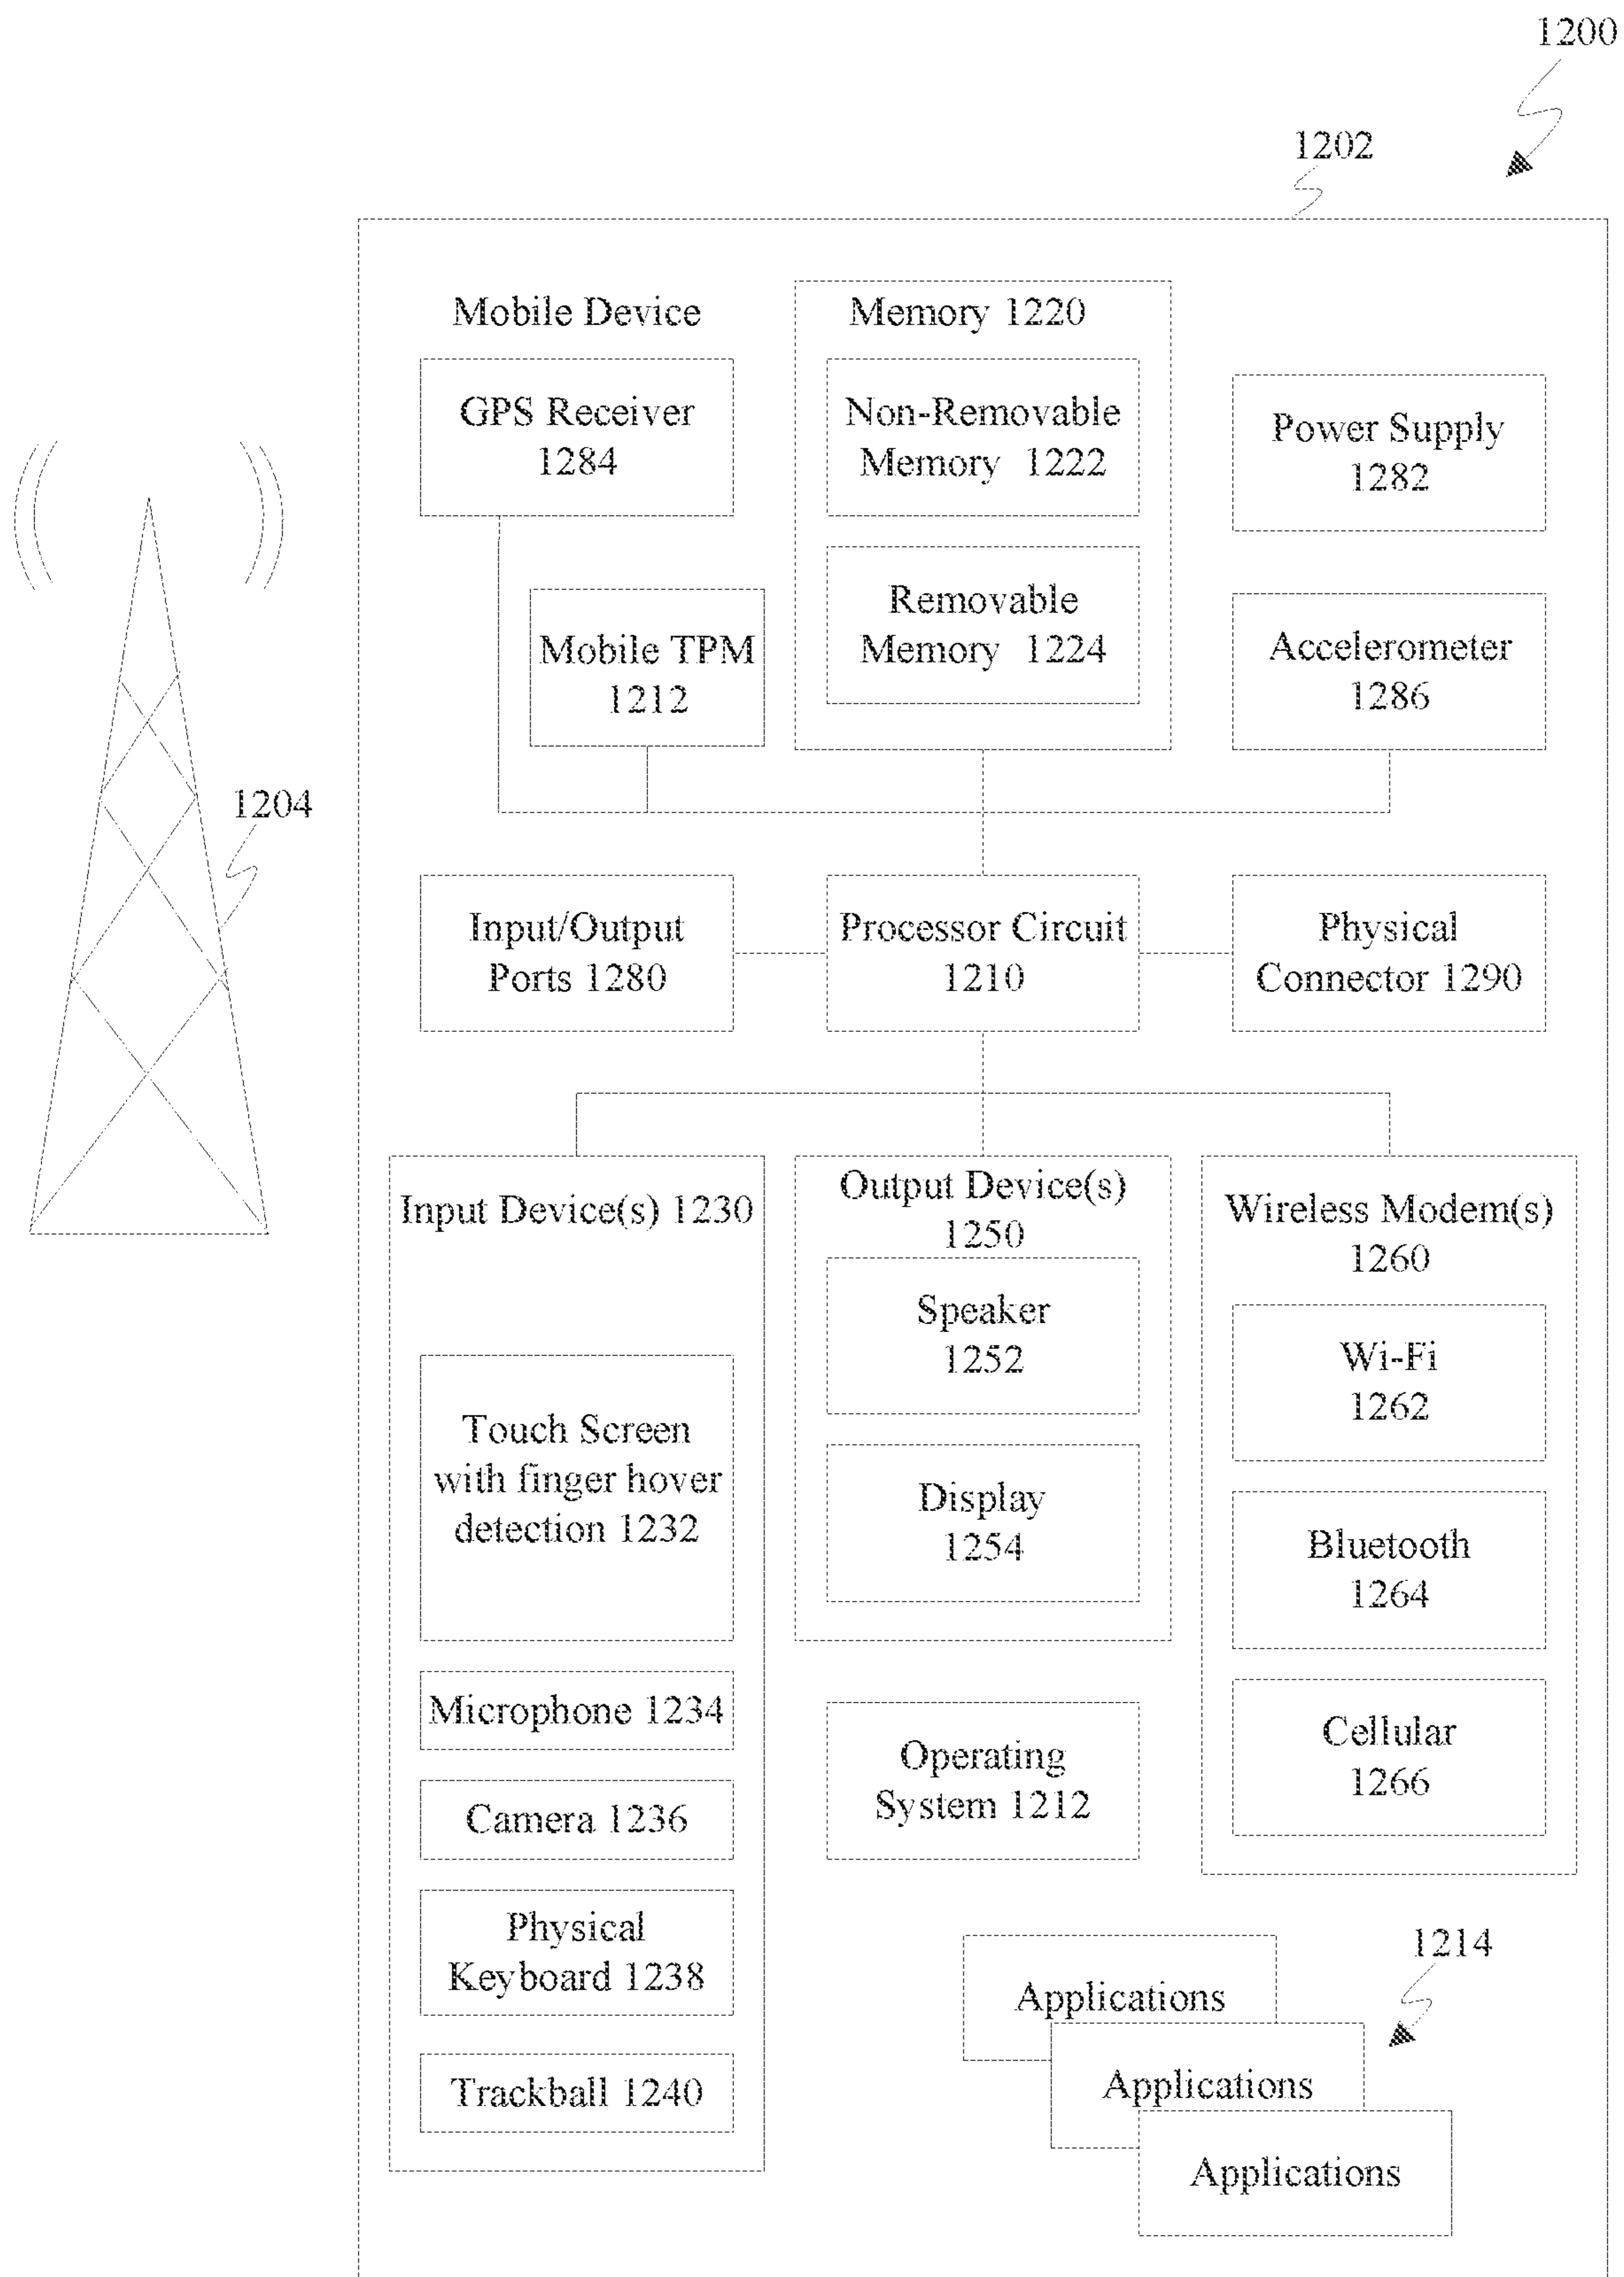 1200
1202
Mobile Device
Memory 1220
GPS Receiver
1284
Non-Removable
Memory 1222
Power Supply
1282
Removable
Memory 1224
Mobile TPM
1212
Accelerometer
1286
1204
Input/Output
Ports 1280
Processor Circuit
1210
Physical
Connector 1290
Input Device(s) 1230
Output Device(s)
1250
Wireless Modem(s)
1260
Touch Screen
with finger hover
detection 1232
Speaker
1252
Wi-Fi
1262
Display
1254
Bluetooth
1264
Microphone 1234
Camera 1236
Operating
System 1212
Cellular
1266
Physical
Keyboard 1238
Trackball 1240
1214
Applications
Applications
Applications